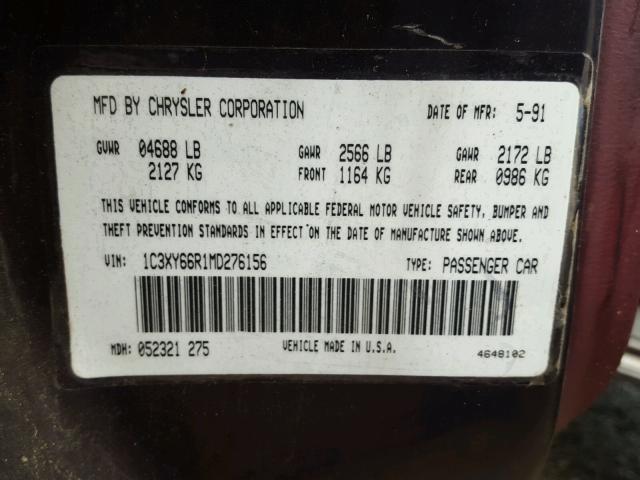 MFD BY CHRYSLER CORPORATION DATE OF MFR: 5-91
GVWR 04688 LB GAWR 2566 LB GAWR 2172 LB
2127 KG FRONT 1164 KG REAR 0986 KG
THIS VEHICLE CONFORMS TO ALL APPLICABLE FEDERAL MOTOR VEHICLE SAFETY, BUMPER AND
THEFT PREVENTION STANDARDS IN EFFECT ON THE DATE OF MANUFACTURE SHOWN ABOVE.
VIN: 1C3XY66R1MD276156 TYPE: PASSENGER CAR
MDH: 052321 275 VEHICLE MADE IN U.S.A. 4648102